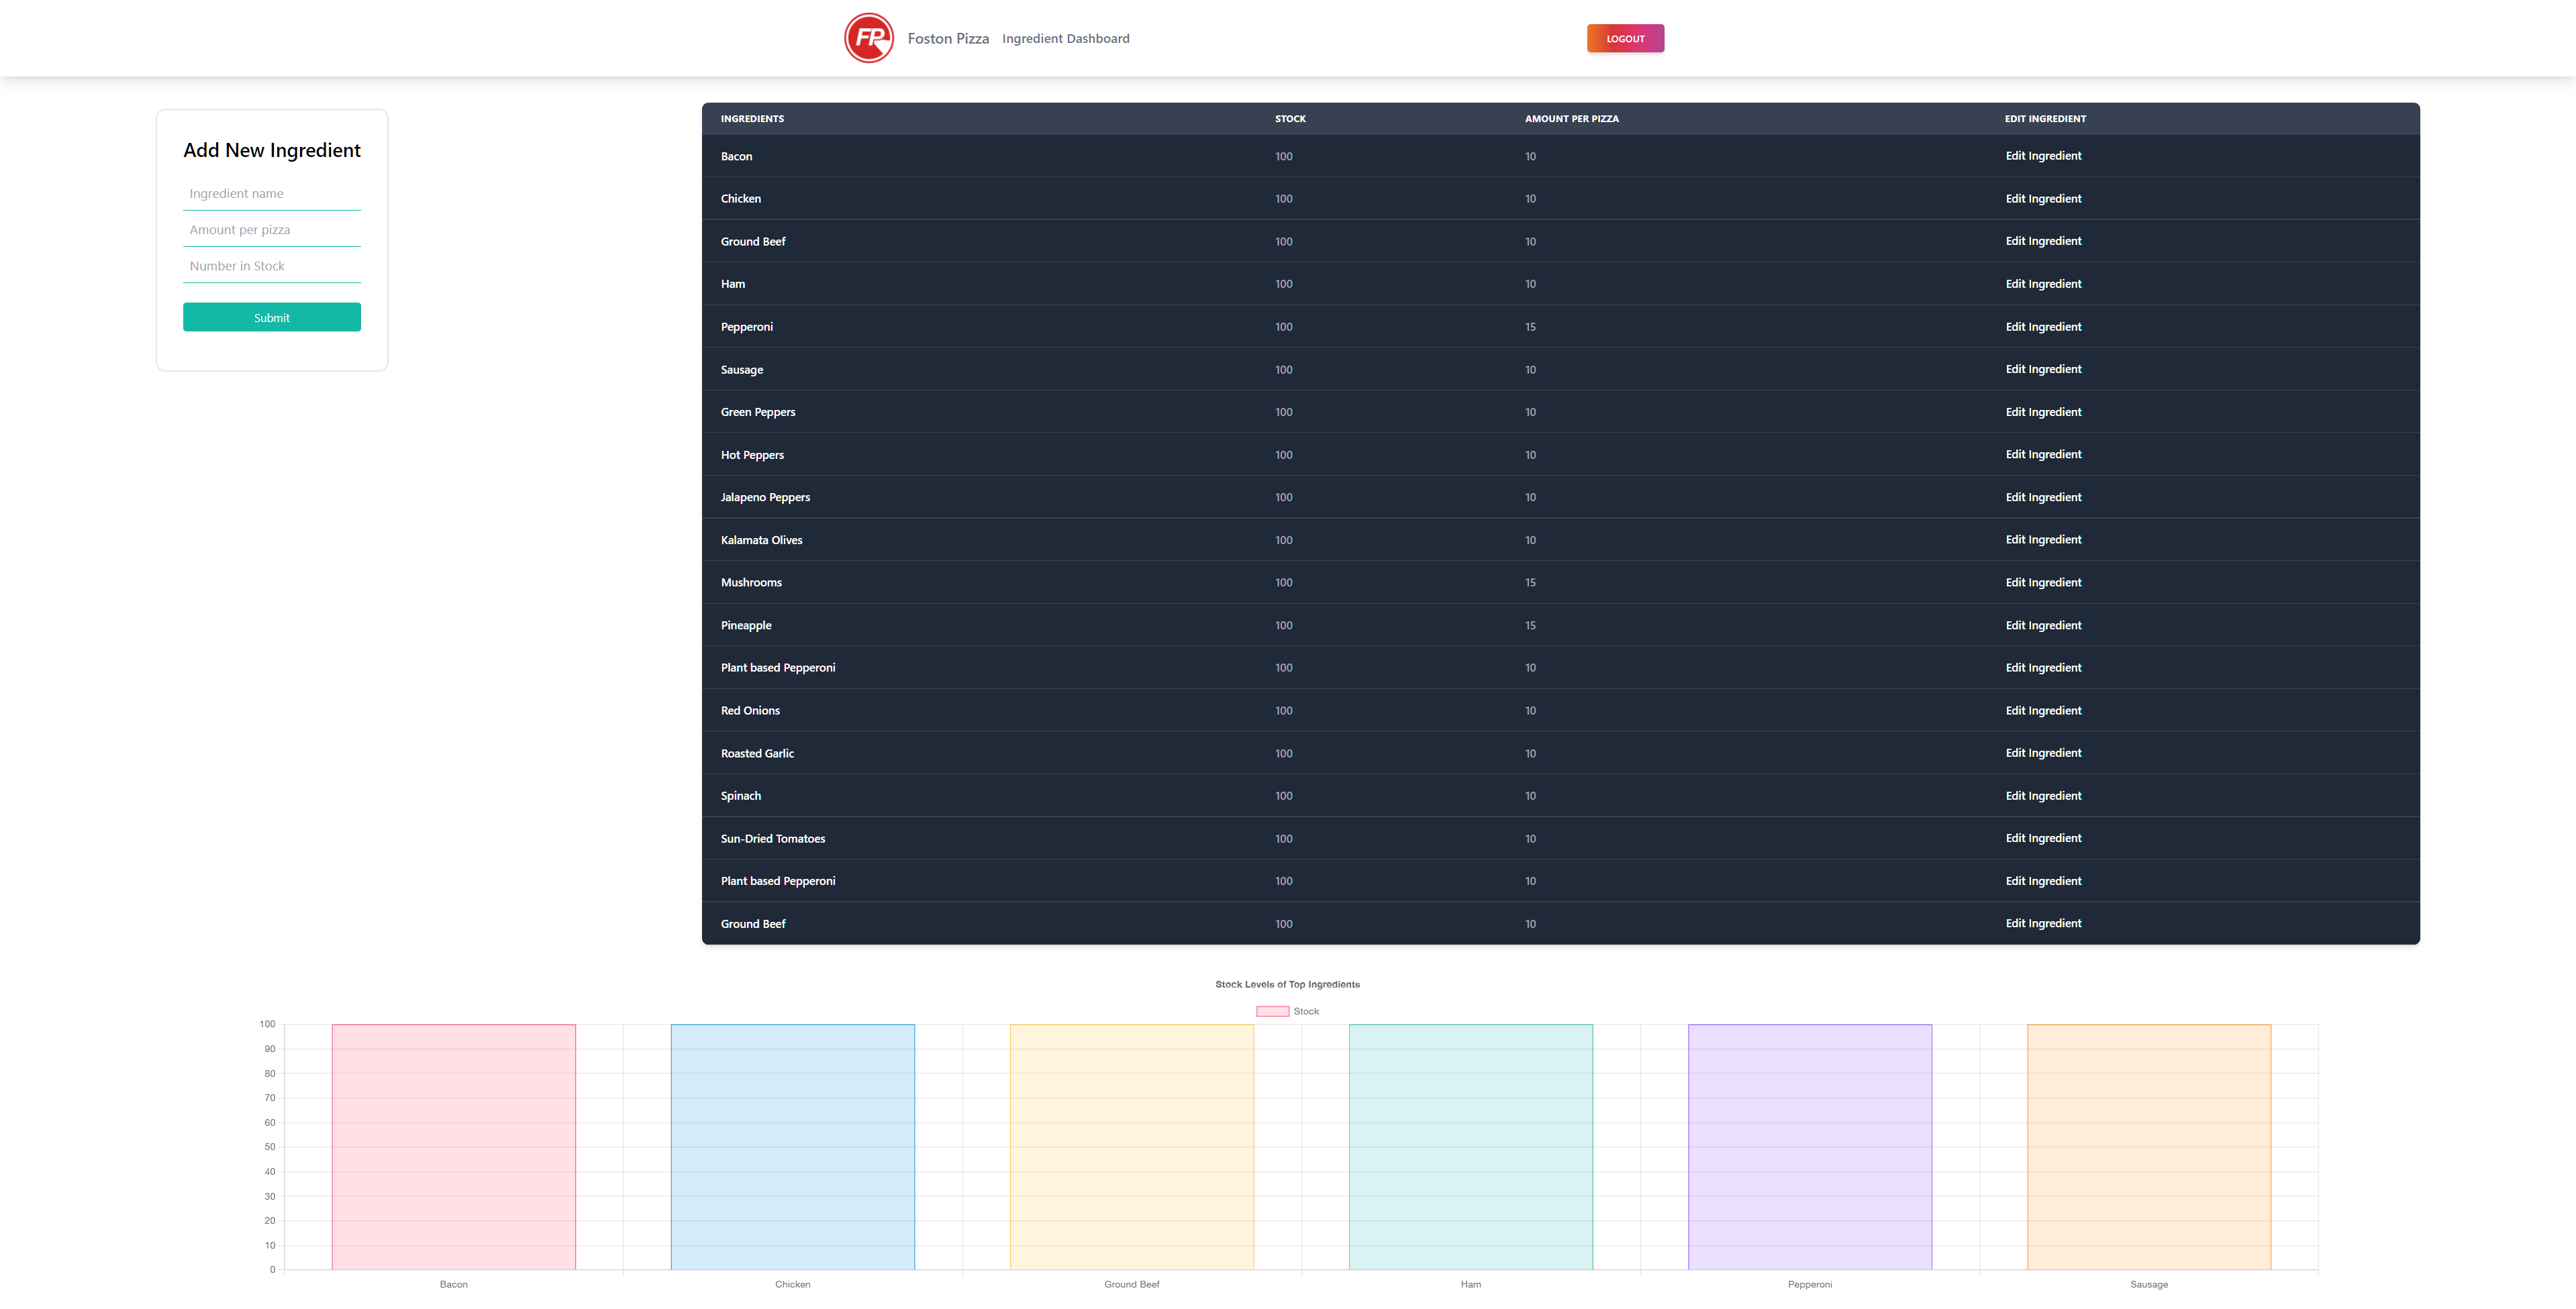 FP Foston Pizza Ingredient Dashboard LOGOUT
Add New Ingredient
Ingredient name
Amount per pizza
Number in Stock
Submit
INGREDIENTS STOCK AMOUNT PER PIZZA EDIT INGREDIENT
Bacon 100 10 Edit Ingredient
Chicken 100 10 Edit Ingredient
Ground Beef 100 10 Edit Ingredient
Ham 100 10 Edit Ingredient
Pepperoni 100 15 Edit Ingredient
Sausage 100 10 Edit Ingredient
Green Peppers 100 10 Edit Ingredient
Hot Peppers 100 10 Edit Ingredient
Jalapeno Peppers 100 10 Edit Ingredient
Kalamata Olives 100 10 Edit Ingredient
Mushrooms 100 15 Edit Ingredient
Pineapple 100 15 Edit Ingredient
Plant based Pepperoni 100 10 Edit Ingredient
Red Onions 100 10 Edit Ingredient
Roasted Garlic 100 10 Edit Ingredient
Spinach 100 10 Edit Ingredient
Sun-Dried Tomatoes 100 10 Edit Ingredient
Plant based Pepperoni 100 10 Edit Ingredient
Ground Beef 100 10 Edit Ingredient
Stock Levels of Top Ingredients
Stock
100
90
80
70
60
50
40
30
20
10
0
Bacon Chicken Ground Beef Ham Pepperoni Sausage